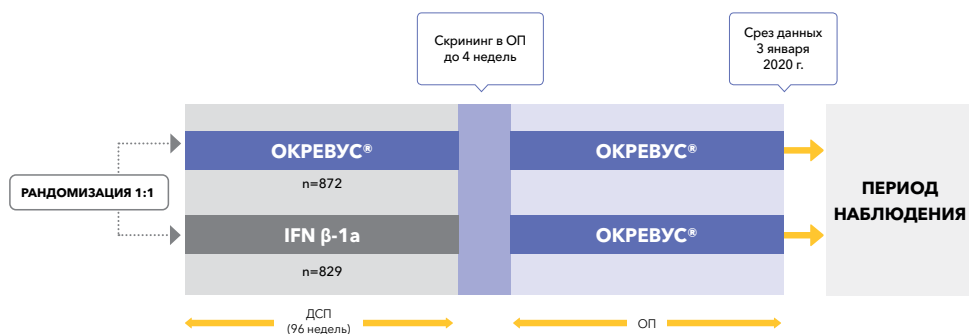 Скрининг в ОП
до 4 недель
Срез данных
3 января
2020 г.
РАНДОМИЗАЦИЯ 1:1
ОКРЕВУС®
n=872
IFN β-1a
n=829
ОКРЕВУС®
ОКРЕВУС®
ПЕРИОД
НАБЛЮДЕНИЯ
ДСП
(96 недель)
ОП